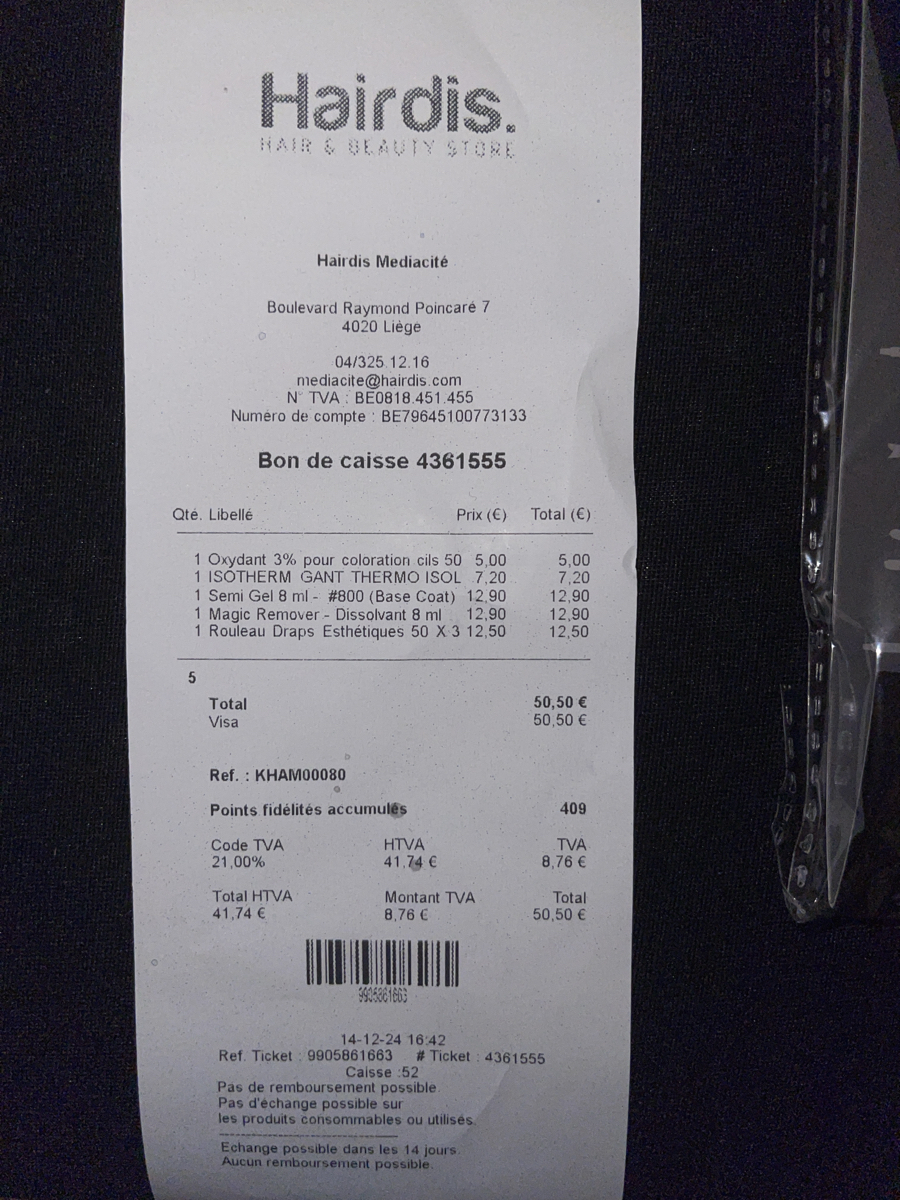 Hairdis.
HAIR & BEAUTY STORE
Hairdis Mediacité
Boulevard Raymond Poincaré 7
4020 Liège
04/325.12.16
mediacite@hairdis.com
N° TVA : BE0818.451.455
Numéro de compte : BE79645100773133
Bon de caisse 4361555
Qté. Libellé Prix (€) Total (€)
1 Oxydant 3% pour coloration cils 50 5,00 5,00
1 ISOTHERM GANT THERMO ISOL 7,20 7,20
1 Semi Gel 8 ml - #800 (Base Coat) 12,90 12,90
1 Magic Remover - Dissolvant 8 ml 12,90 12,90
1 Rouleau Draps Esthétiques 50 X 3 12,50 12,50
5
Total 50,50 €
Visa 50,50 €
Ref. : KHAM00080
Points fidélités accumulés 409
Code TVA HTVA TVA
21,00% 41,74 € 8,76 €
Total HTVA Montant TVA Total
41,74 € 8,76 € 50,50 €
9905861663
14-12-24 16:42
Ref. Ticket : 9905861663 # Ticket : 4361555
Caisse :52
Pas de remboursement possible.
Pas d'échange possible sur
les produits consommables ou utilisés.
Echange possible dans les 14 jours.
Aucun remboursement possible.